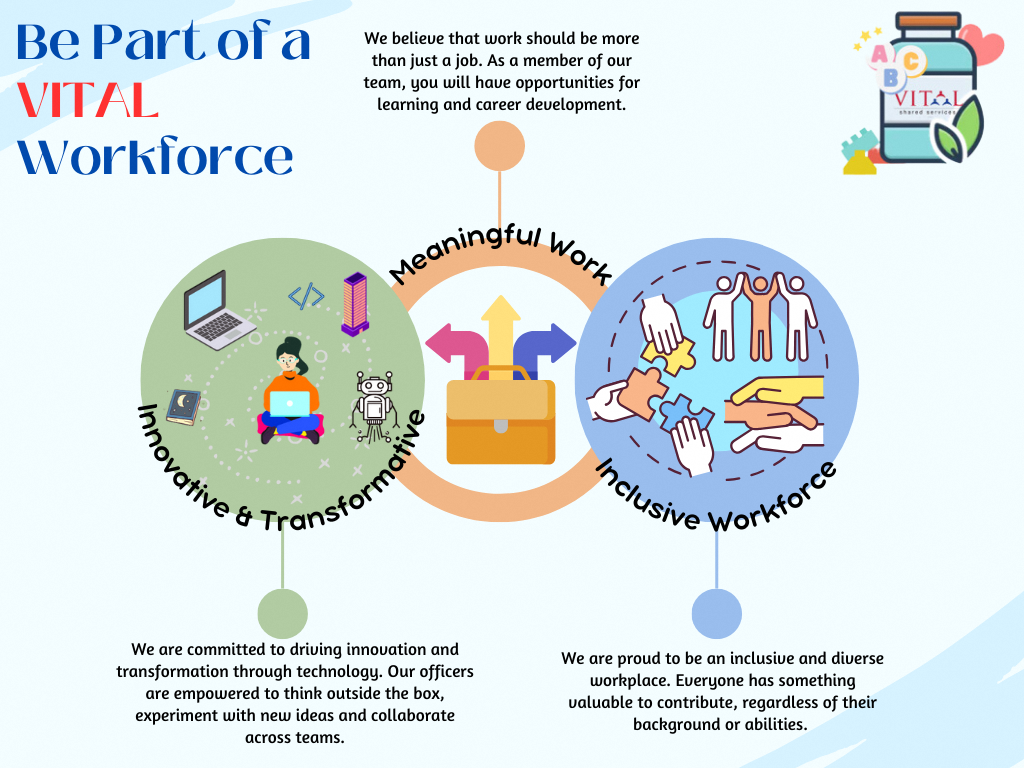 Be Part of a
VITAL
Workforce
We believe that work should be more
than just a job. As a member of our
team, you will have opportunities for
learning and career development.
A
B
C
VITAL
shared services
Meaningful Work
</>
Innovative & Transformative
Inclusive Workforce
We are committed to driving innovation and
transformation through technology. Our officers
are empowered to think outside the box,
experiment with new ideas and collaborate
across teams.
We are proud to be an inclusive and diverse
workplace. Everyone has something
valuable to contribute, regardless of their
background or abilities.